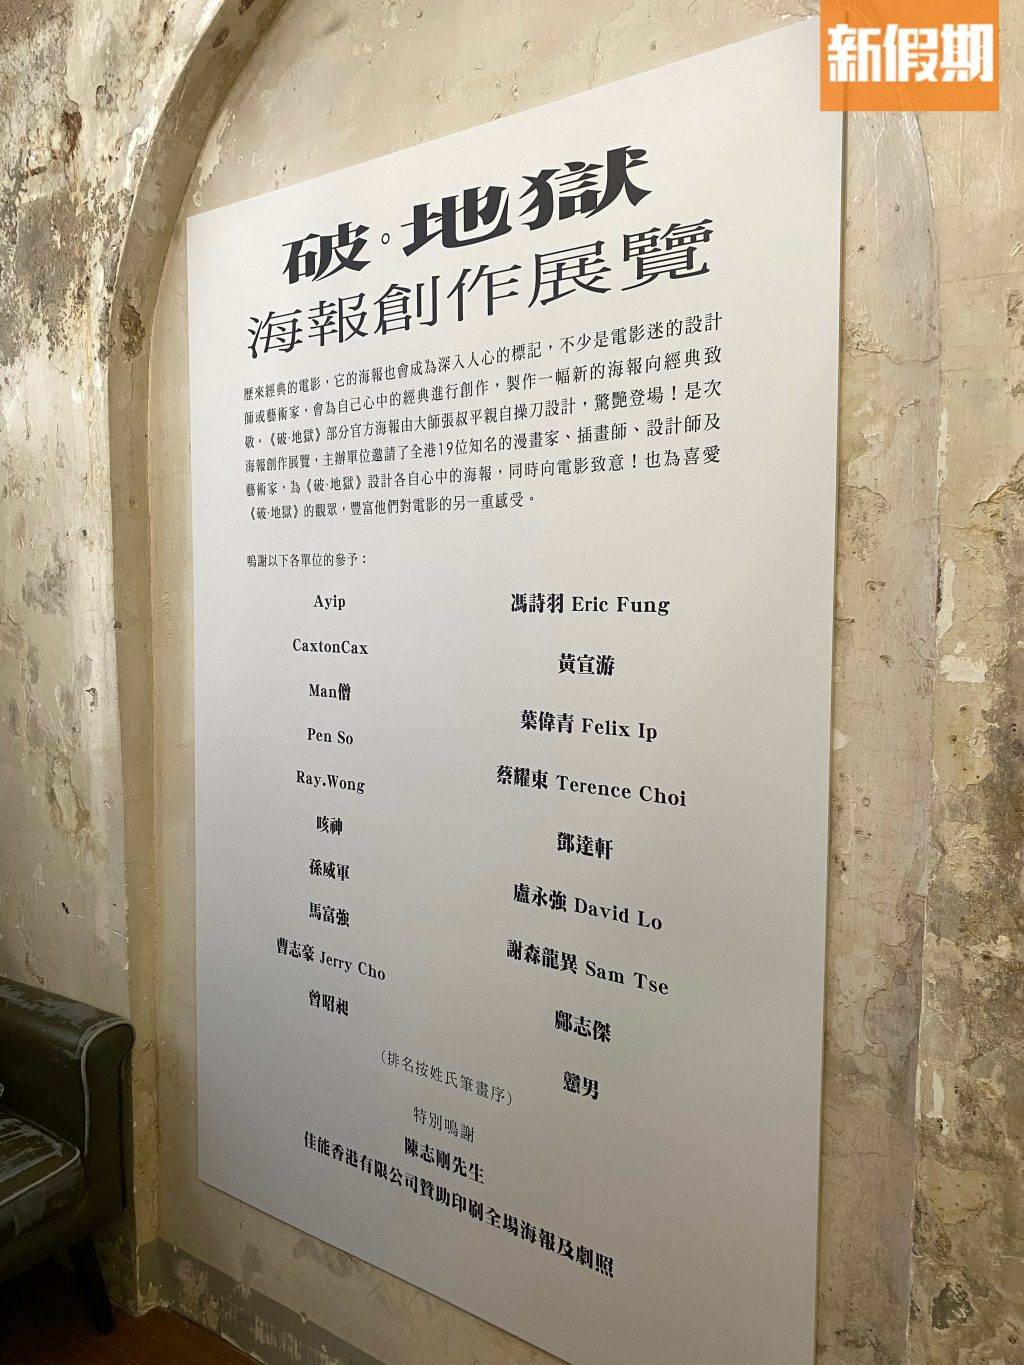 新假期
破。地獄
海報創作展覽
歷來經典的電影，它的海報也會成為深入人心的標記，不少是電影迷的設計
師或藝術家，會為自己心中的經典進行創作，製作一幅新的海報向經典致
敬。《破·地獄》部分官方海報由大師張叔平親自操刀設計，驚艷登場！是次
海報創作展覽，主辦單位邀請了全港19位知名的漫畫家、插畫師、設計師及
藝術家，為《破·地獄》設計各自心中的海報，同時向電影致意！也為喜愛
《破·地獄》的觀眾，豐富他們對電影的另一重感受。
嗚謝以下各單位的參予：
Ayip
CaxtonCax
Man僧
Pen So
Ray.Wong
咳神
孫威軍
馬富強
曹志豪 Jerry Cho
曾昭昶
馮詩羽 Eric Fung
黃宣游
葉偉青 Felix Ip
蔡耀東 Terence Choi
鄧達軒
盧永強 David Lo
謝森龍異 Sam Tse
鄺志傑
戇男
（排名按姓氏筆畫序）
特別鳴謝
陳志剛先生
佳能香港有限公司贊助印刷全場海報及劇照